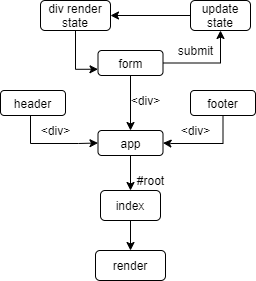 div render
state
update
state
submit
form
<div>
header
footer
<div>
<div>
app
#root
index
render